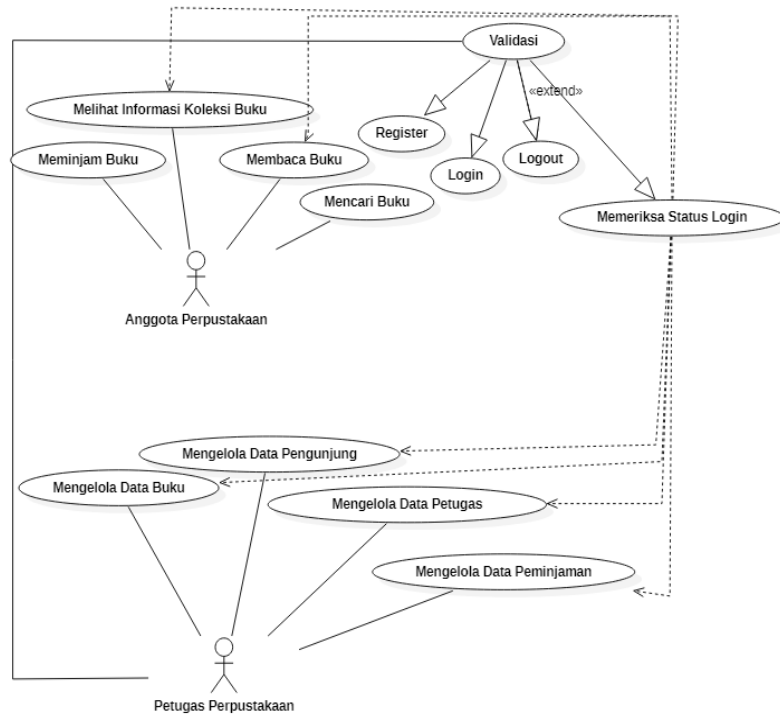 Validasi
Melihat Informasi Koleksi Buku
Register
Login
Logout
«extend»
Meminjam Buku
Membaca Buku
Mencari Buku
Memeriksa Status Login
Anggota Perpustakaan
Mengelola Data Pengunjung
Mengelola Data Buku
Mengelola Data Petugas
Mengelola Data Peminjaman
Petugas Perpustakaan